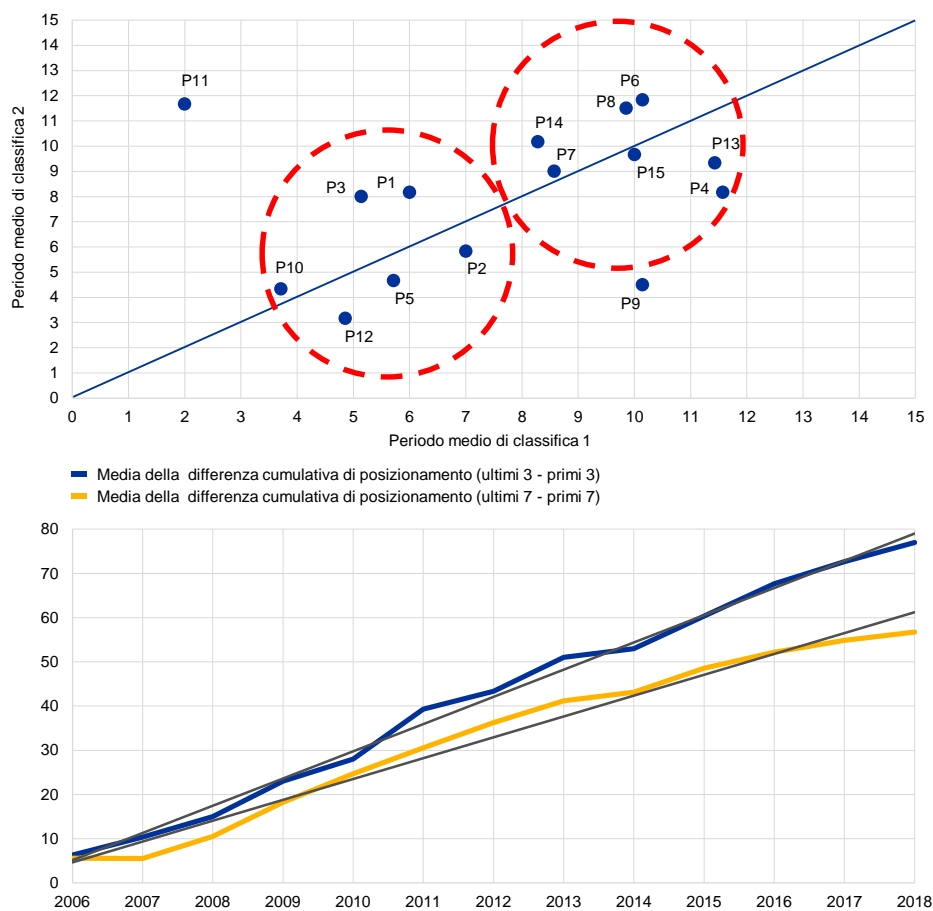 15
14
13
12
11
10
9
8
7
6
5
4
3
2
1
0
Periodo medio di classifica 2
P11
P6
P8
P14
P13
P7
P15
P3
P1
P4
P2
P10
P5
P9
P12
0 1 2 3 4 5 6 7 8 9 10 11 12 13 14 15
Periodo medio di classifica 1
Media della differenza cumulativa di posizionamento (ultimi 3 - primi 3)
Media della differenza cumulativa di posizionamento (ultimi 7 - primi 7)
80
70
60
50
40
30
20
10
0
2006 2007 2008 2009 2010 2011 2012 2013 2014 2015 2016 2017 2018